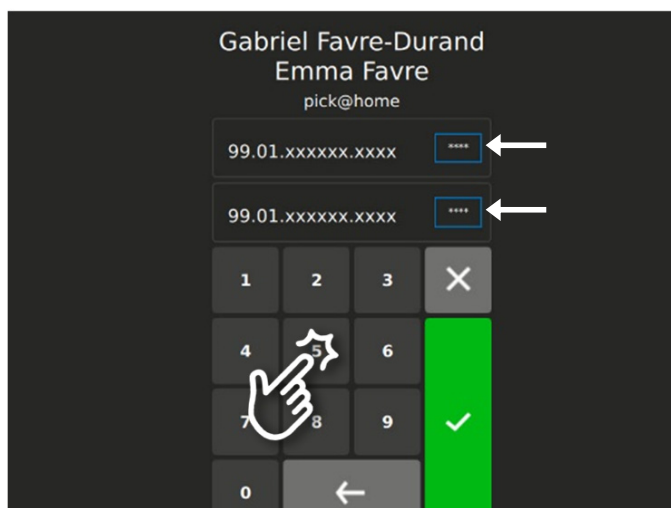 Gabriel Favre-Durand
Emma Favre
pick@home
99.01.xxxxxx.xxxx ****
99.01.xxxxxx.xxxx ****
1 2 3
4 5 6
7 8 9
0